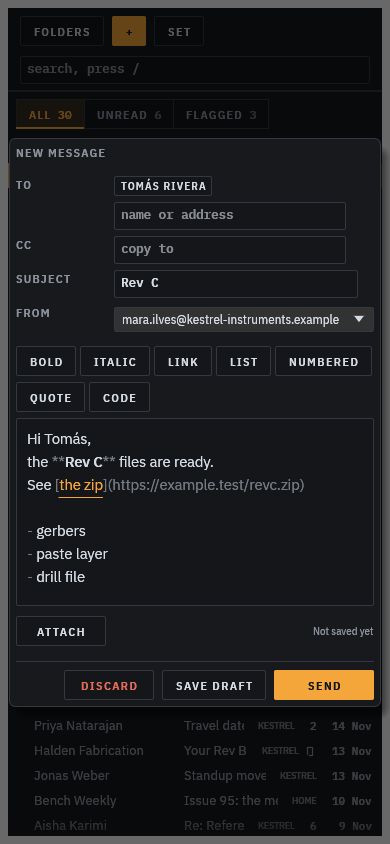 FOLDERS + SET
search, press /
ALL 30 UNREAD 6 FLAGGED 3
NEW MESSAGE
TO TOMÁS RIVERA
name or address
CC copy to
SUBJECT Rev C
FROM mara.ilves@kestrel-instruments.example
BOLD ITALIC LINK LIST NUMBERED
QUOTE CODE
Hi Tomás,
the **Rev C** files are ready.
See [the zip](https://example.test/revc.zip)
- gerbers
- paste layer
- drill file
ATTACH Not saved yet
DISCARD SAVE DRAFT SEND
Priya Natarajan Travel date KESTREL 2 14 Nov
Halden Fabrication Your Rev B KESTREL 13 Nov
Jonas Weber Standup move KESTREL 13 Nov
Bench Weekly Issue 95: the m HOME 10 Nov
Aisha Karimi Re: Refere KESTREL 6 9 Nov